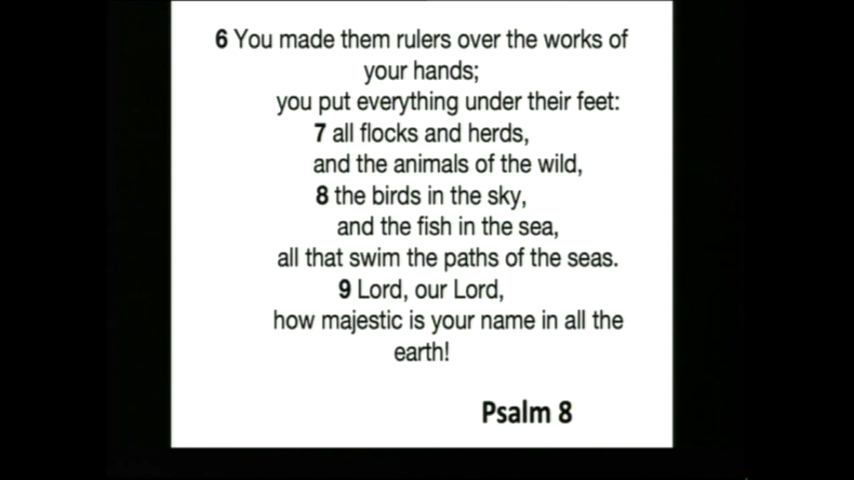 6 You made them rulers over the works of
your hands;
you put everything under their feet:
7 all flocks and herds,
and the animals of the wild,
8 the birds in the sky,
and the fish in the sea,
all that swim the paths of the seas.
9 Lord, our Lord,
how majestic is your name in all the
earth!
Psalm 8